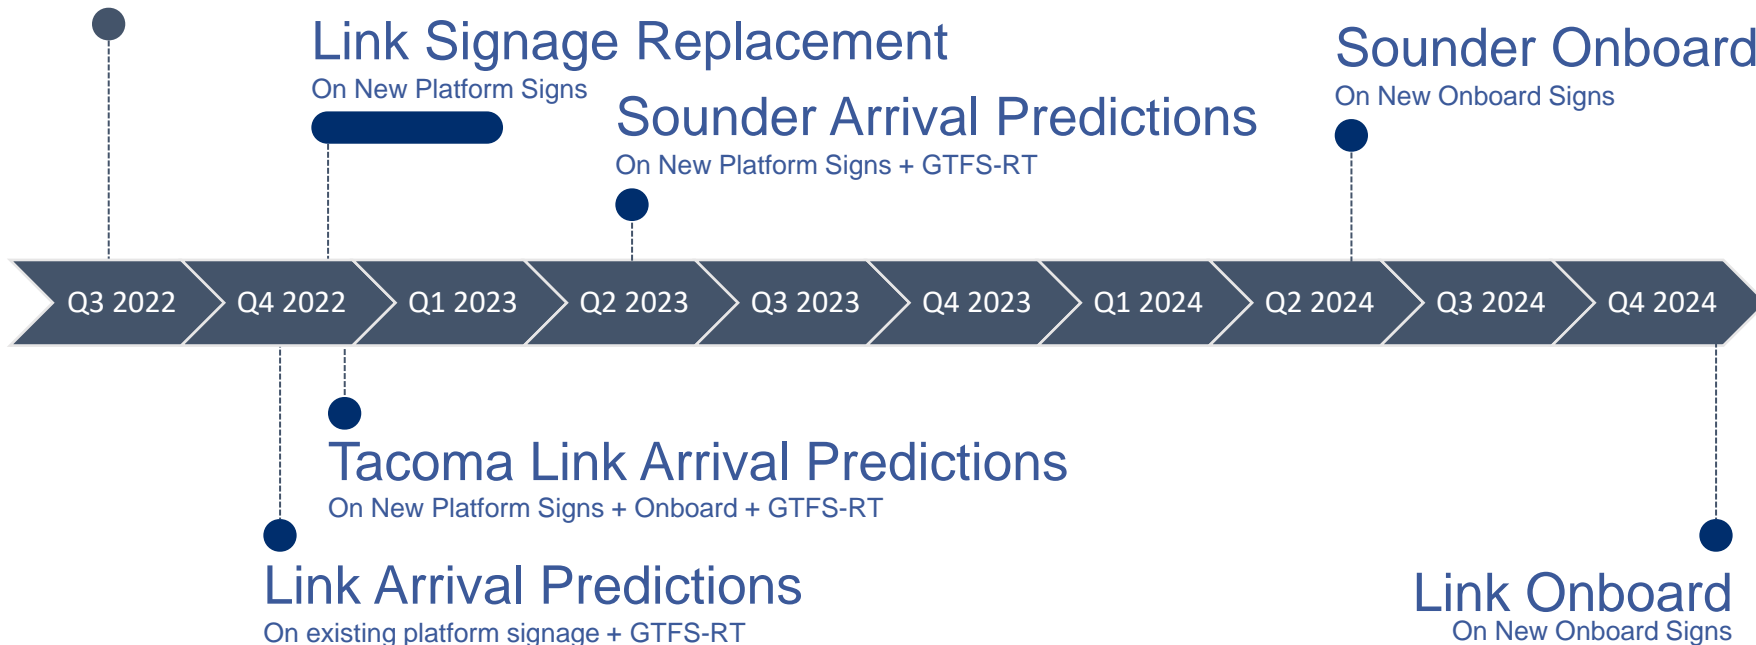 Link Signage Replacement
On New Platform Signs
Sounder Arrival Predictions
On New Platform Signs + GTFS-RT
Sounder Onboard
On New Onboard Signs
Q3 2022
Q4 2022
Q1 2023
Q2 2023
Q3 2023
Q4 2023
Q1 2024
Q2 2024
Q3 2024
Q4 2024
Tacoma Link Arrival Predictions
On New Platform Signs + Onboard + GTFS-RT
Link Arrival Predictions
On existing platform signage + GTFS-RT
Link Onboard
On New Onboard Signs